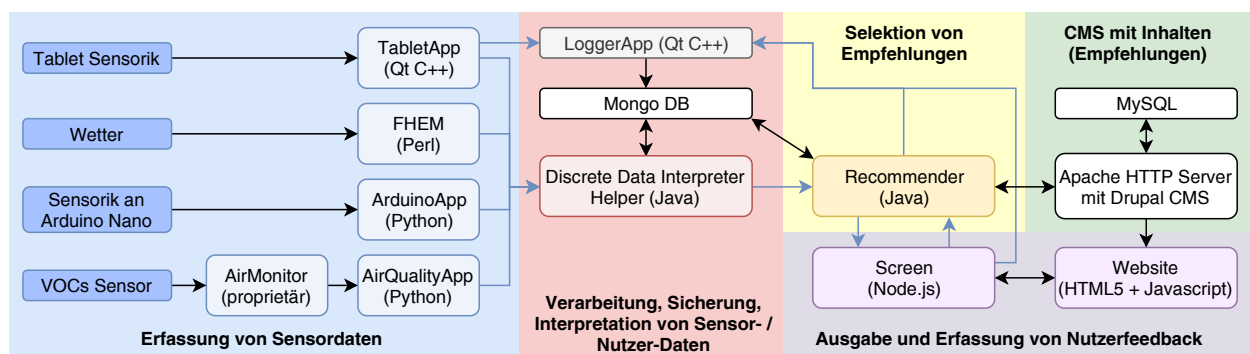 Tablet Sensorik
TabletApp
(Qt C++)
Wetter
FHEM
(Perl)
Sensorik an
Arduino Nano
ArduinoApp
(Python)
VOCs Sensor
AirMonitor
(proprietär)
AirQualityApp
(Python)
Erfassung von Sensordaten
LoggerApp (Qt C++)
Mongo DB
Discrete Data Interpreter
Helper (Java)
Verarbeitung, Sicherung,
Interpretation von Sensor- /
Nutzer-Daten
Selektion von
Empfehlungen
Recommender
(Java)
CMS mit Inhalten
(Empfehlungen)
MySQL
Apache HTTP Server
mit Drupal CMS
Screen
(Node.js)
Website
(HTML5 + Javascript)
Ausgabe und Erfassung von Nutzerfeedback